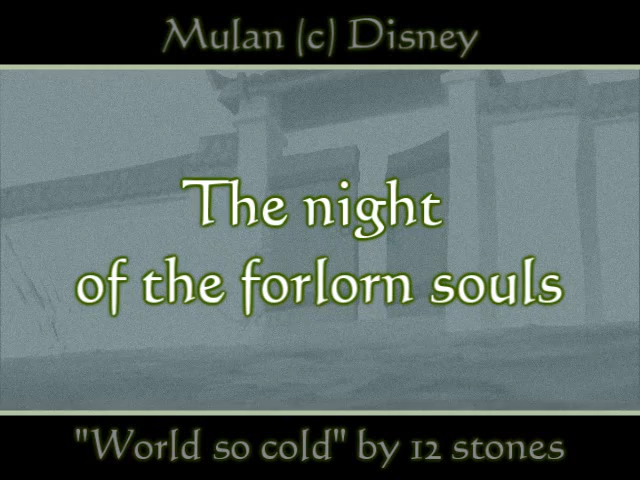 Mulan (c) Disney
The night
of the forlorn souls
"World so cold" by 12 stones